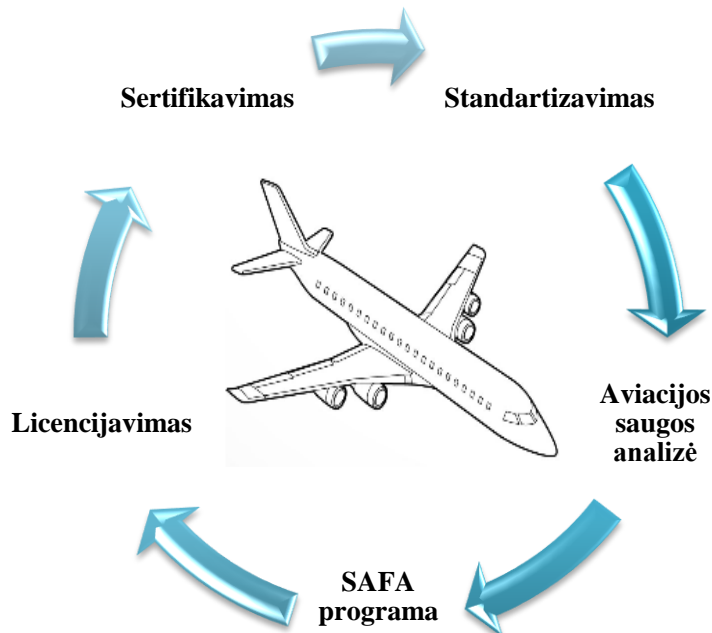 Sertifikavimas
Standartizavimas
Aviacijos
saugos
analizė
SAFA
programa
Licencijavimas